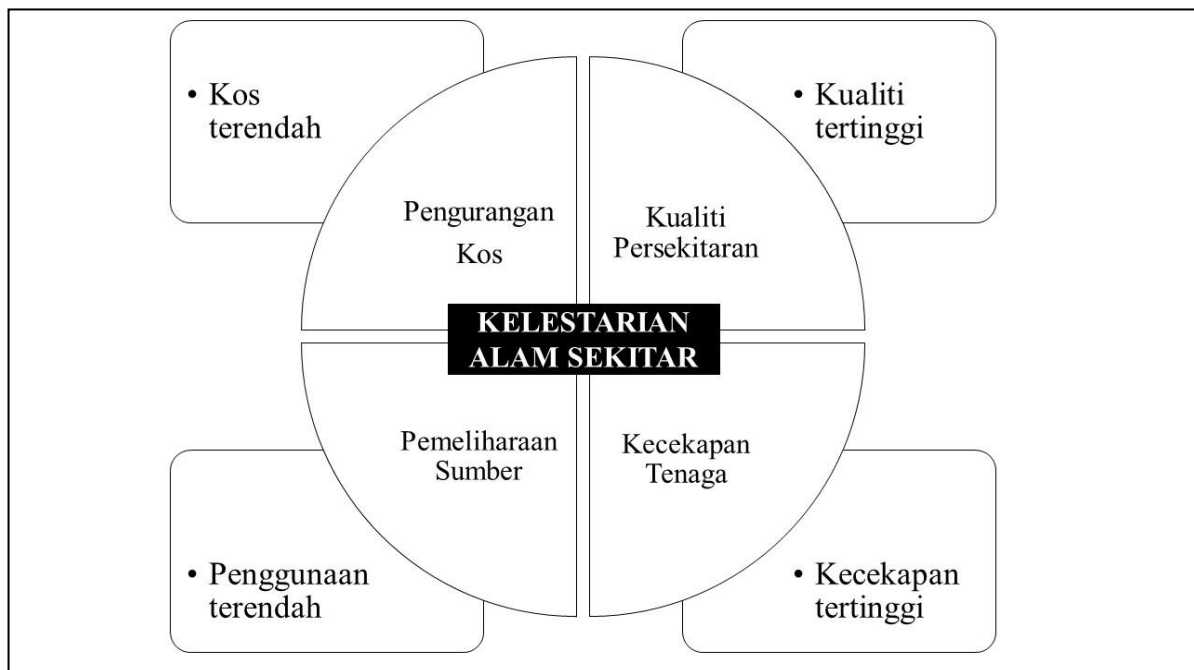 • Kos
terendah
• Kualiti
tertinggi
Pengurangan
Kos
Kualiti
Persekitaran
KELESTARIAN
ALAM SEKITAR
Pemeliharaan
Sumber
Kecekapan
Tenaga
• Penggunaan
terendah
• Kecekapan
tertinggi